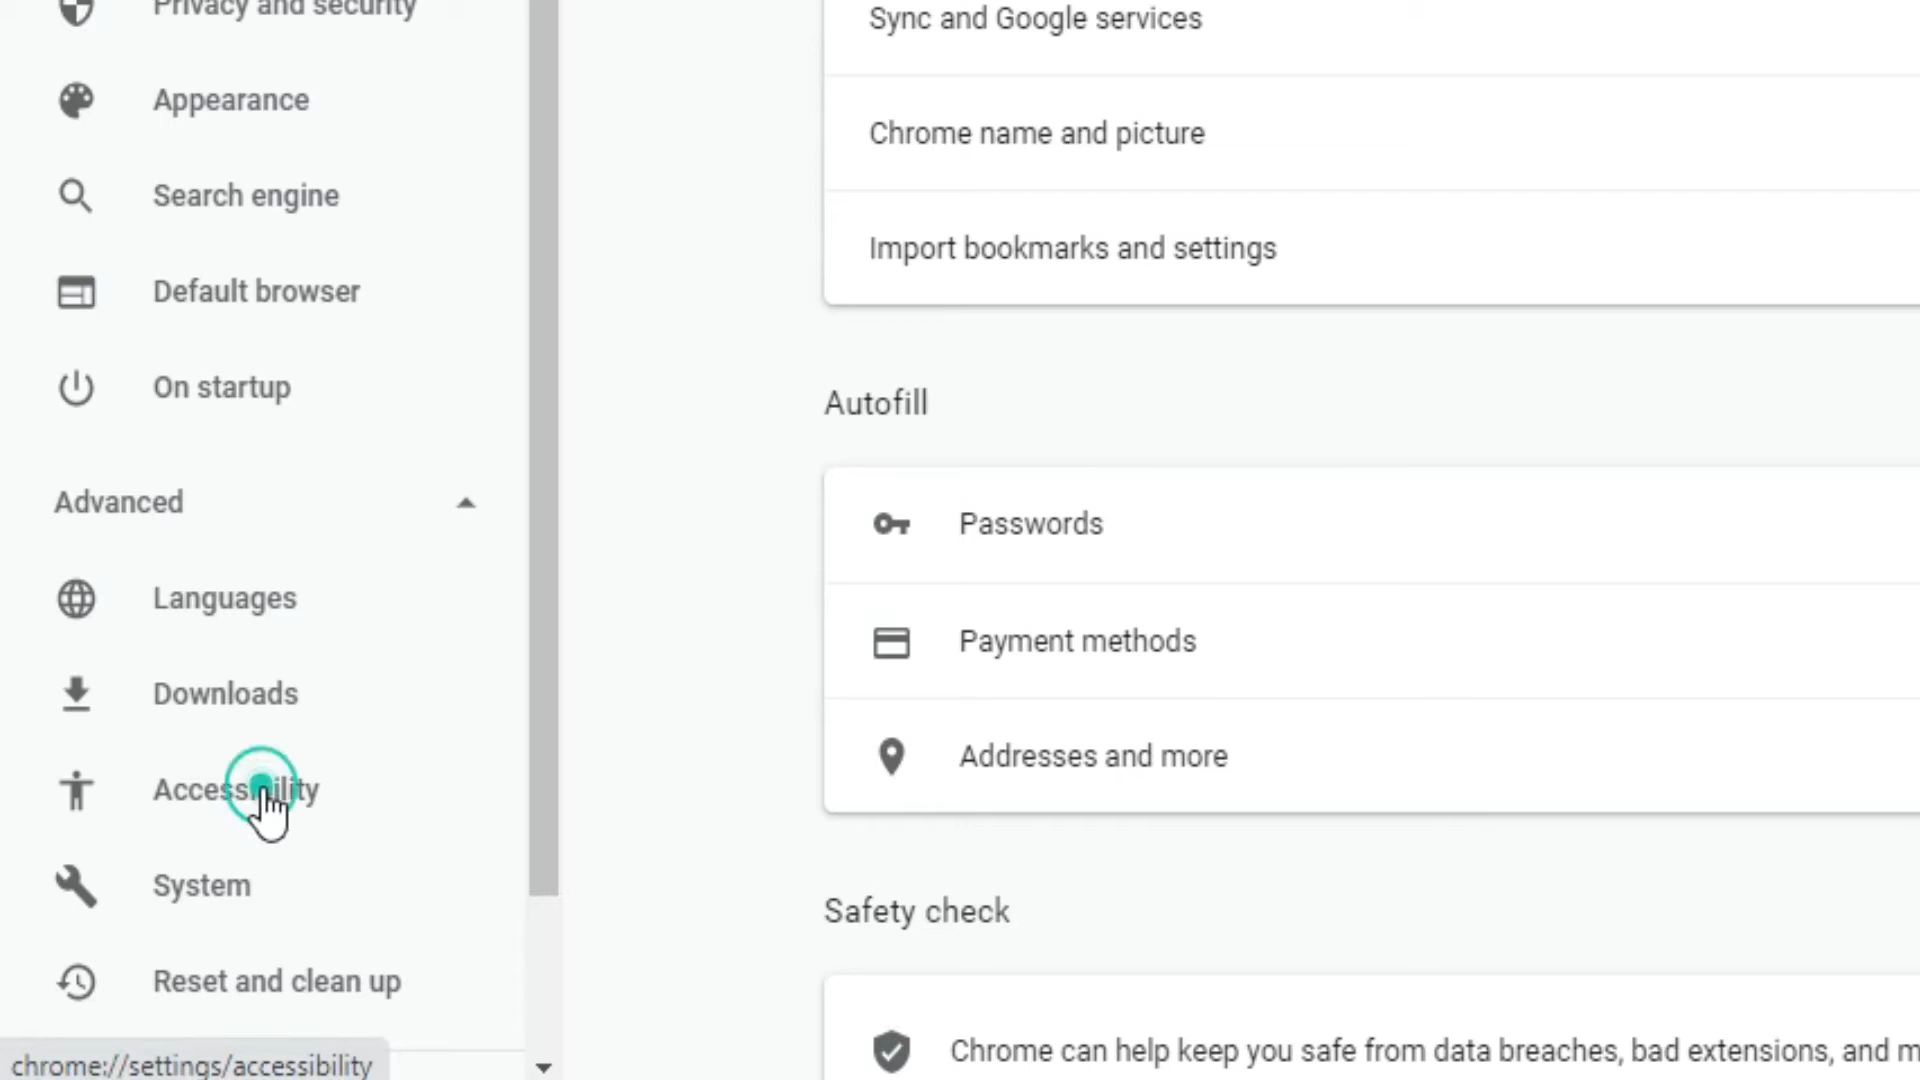 Privacy and security
Appearance
Search engine
Default browser
On startup
Advanced
Languages
Downloads
Accessibility
System
Reset and clean up
chrome://settings/accessibility
Sync and Google services
Chrome name and picture
Import bookmarks and settings
Autofill
Passwords
Payment methods
Addresses and more
Safety check
Chrome can help keep you safe from data breaches, bad extensions, and